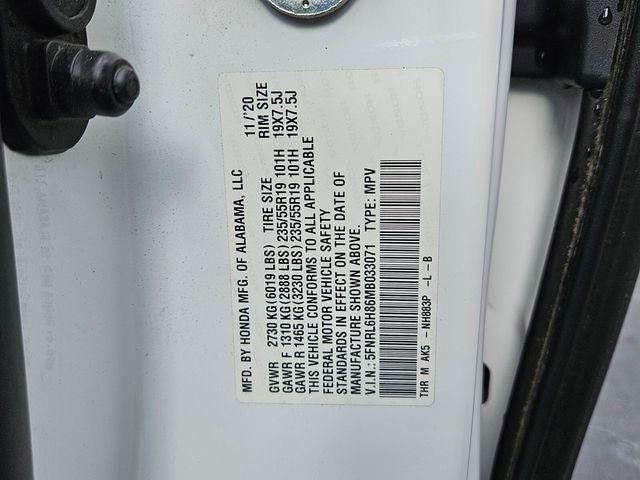 MFD. BY HONDA MFG. OF ALABAMA, LLC 11/'20
GVWR 2730 KG (6019 LBS) TIRE SIZE RIM SIZE
GAWR F 1310 KG (2888 LBS) 235/55R19 101H 19X7.5J
GAWR R 1465 KG (3230 LBS) 235/55R19 101H 19X7.5J
THIS VEHICLE CONFORMS TO ALL APPLICABLE
FEDERAL MOTOR VEHICLE SAFETY
STANDARDS IN EFFECT ON THE DATE OF
MANUFACTURE SHOWN ABOVE.
V.I.N.: 5FNRL6H86MB033071 TYPE: MPV
THR M AK5 - NH883P -L -B